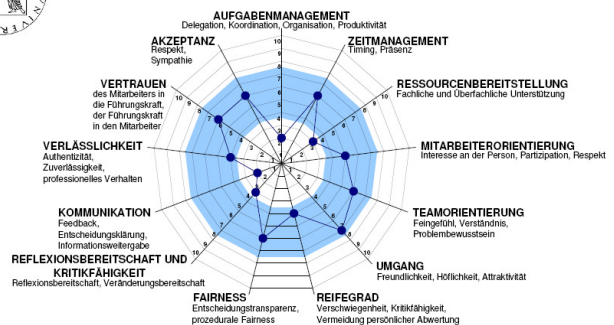 UNIVER
AUFGABENMANAGEMENT
Delegation, Koordination, Organisation, Produktivität
AKZEPTANZ
Respekt,
Sympathie
ZEITMANAGEMENT
Timing, Präsenz
VERTRAUEN
des Mitarbeiters in
die Führungskraft,
der Führungskraft
in den Mitarbeiter
RESSOURCENBEREITSTELLUNG
Fachliche und Überfachliche Unterstützung
VERLÄSSLICHKEIT
Authentizität,
Zuverlässigkeit,
professionelles Verhalten
MITARBEITERORIENTIERUNG
Interesse an der Person, Partizipation, Respekt
KOMMUNIKATION
Feedback,
Entscheidungsklärung,
Informationsweitergabe
TEAMORIENTIERUNG
Feingefühl, Verständnis,
Problembewusstsein
REFLEXIONSBEREITSCHAFT UND
KRITIKFÄHIGKEIT
Reflexionsbereitschaft, Veränderungsbereitschaft
UMGANG
Freundlichkeit, Höflichkeit, Attraktivität
FAIRNESS
Entscheidungstransparenz,
prozedurale Fairness
REIFEGRAD
Verschwiegenheit, Kritikfähigkeit,
Vermeidung persönlicher Abwertung